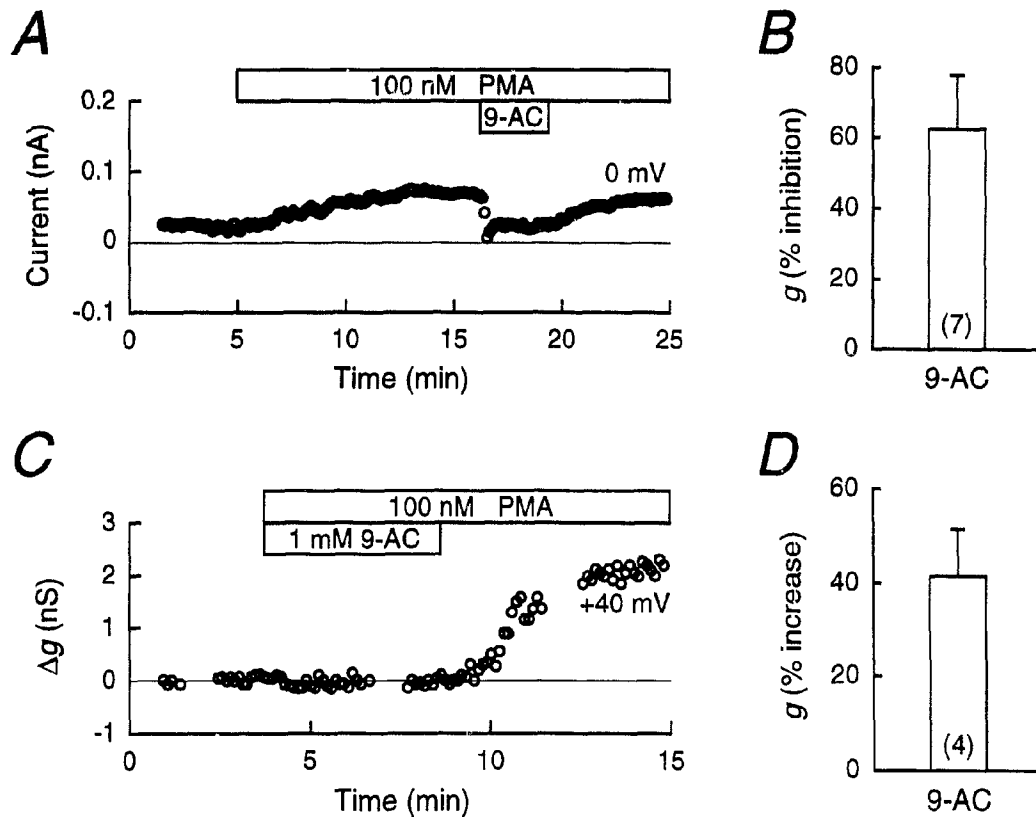 A
100 nM PMA
9-AC
0 mV
Current (nA)
0.2
0.1
0
-0.1
0
5
10
15
20
25
Time (min)
B
g (% inhibition)
80
60
40
20
0
(7)
9-AC
C
100 nM PMA
1 mM 9-AC
+40 mV
Δg (nS)
3
2
1
0
-1
0
5
10
15
Time (min)
D
g (% increase)
60
40
20
0
(4)
9-AC